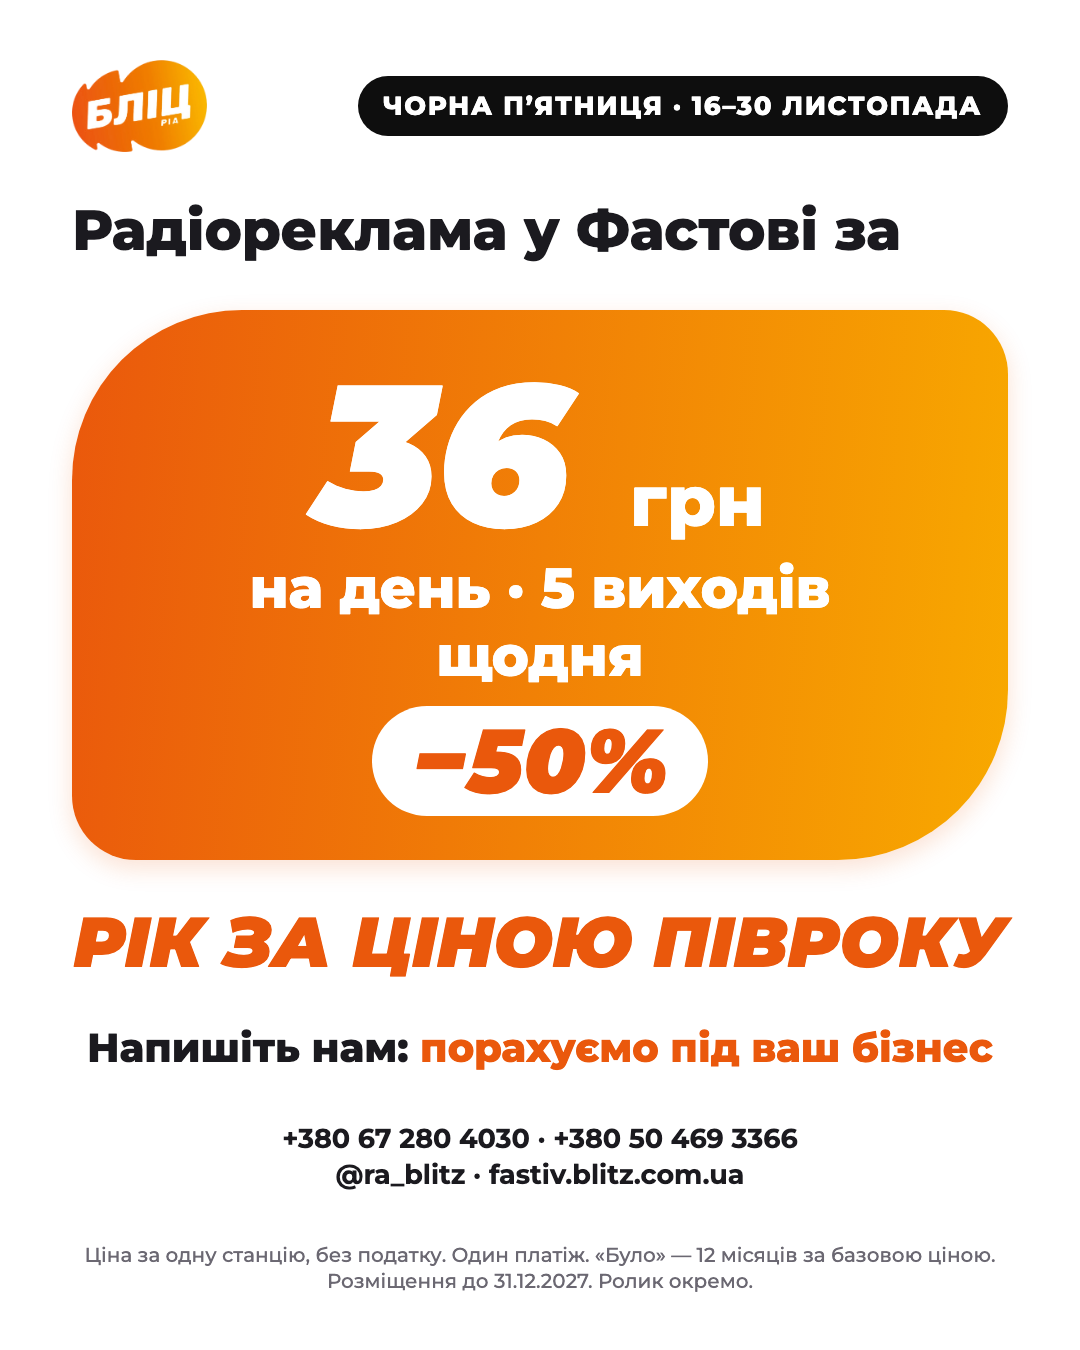 БЛІЦ
РІА
ЧОРНА П’ЯТНИЦЯ · 16–30 ЛИСТОПАДА
Радіореклама у Фастові за
36 грн
на день · 5 виходів
щодня
–50%
РІК ЗА ЦІНОЮ ПІВРОКУ
Напишіть нам: порахуємо під ваш бізнес
+380 67 280 4030 · +380 50 469 3366
@ra_blitz · fastiv.blitz.com.ua
Ціна за одну станцію, без податку. Один платіж. «Було» — 12 місяців за базовою ціною.
Розміщення до 31.12.2027. Ролик окремо.